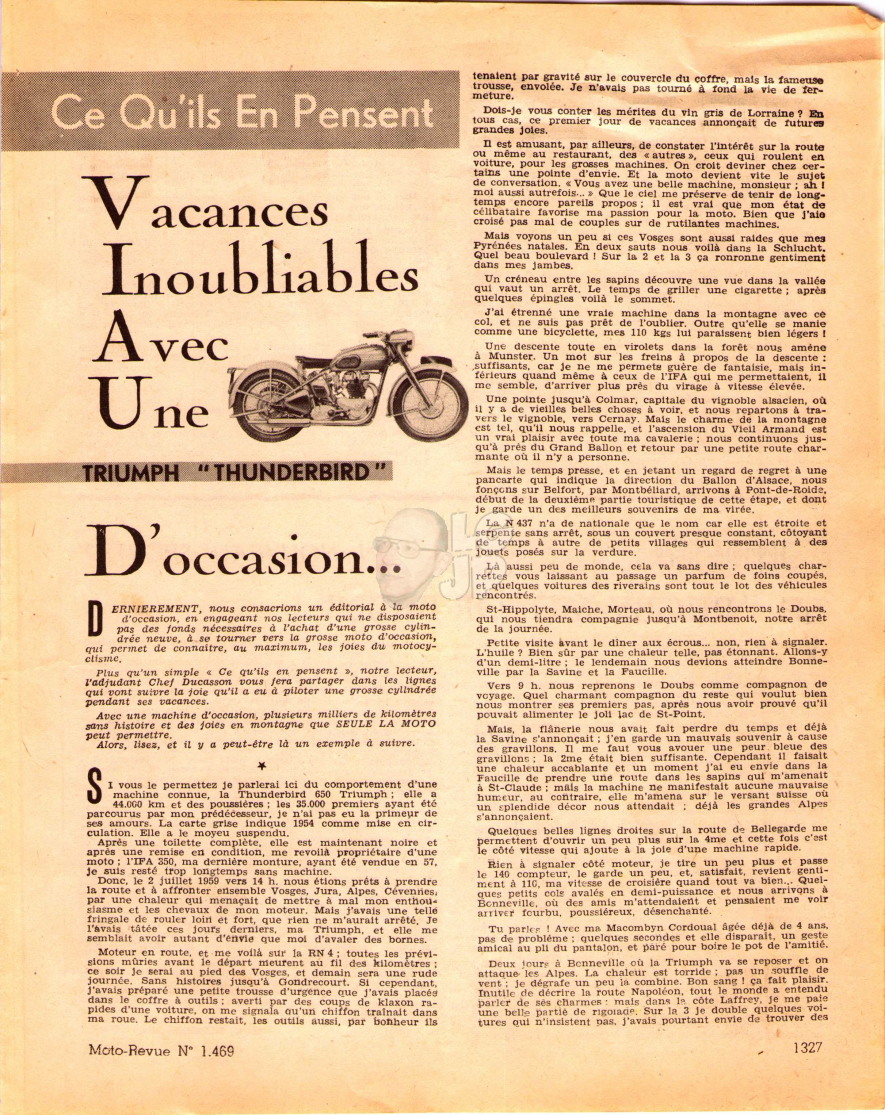 Ce Qu'ils En Pensent
Vacances
Inoubliables
Avec
Une
TRIUMPH "THUNDERBIRD"
D'occasion...
DERNIEREMENT, nous consacrions un éditorial à la moto
d'occasion, en engageant nos lecteurs qui ne disposaient
pas des fonds nécessaires à l'achat d'une grosse cylin-
drée neuve, à se tourner vers la grosse moto d'occasion,
qui permet de connaître, au maximum, les joies du motocy-
clisme.
Plus qu'un simple « Ce qu'ils en pensent », notre lecteur,
l'adjudant Chef Ducasson vous fera partager dans les lignes
qui vont suivre la joie qu'il a eu à piloter une grosse cylindrée
pendant ses vacances.
Avec une machine d'occasion, plusieurs milliers de kilomètres
sans histoire et des joies en montagne que SEULE LA MOTO
peut permettre.
Alors, lisez, et il y a peut-être là un exemple à suivre.
★
SI vous le permettez je parlerai ici du comportement d'une
machine connue, la Thunderbird 650 Triumph ; elle a
44.000 km et des poussières ; les 35.000 premiers ayant été
parcourus par mon prédécesseur, je n'ai pas eu la primeur de
ses amours. La carte grise indique 1954 comme mise en cir-
culation. Elle a le moyeu suspendu.
Après une toilette complète, elle est maintenant noire et
après une remise en condition, me revoilà propriétaire d'une
moto ; l'IFA 350, ma dernière monture, ayant été vendue en 57,
je suis resté trop longtemps sans machine.
Donc, le 2 juillet 1959 vers 14 h. nous étions prêts à prendre
la route et à affronter ensemble Vosges, Jura, Alpes, Cévennes,
par une chaleur qui menaçait de mettre à mal mon enthou-
siasme et les chevaux de mon moteur. Mais j'avais une telle
fringale de rouler loin et fort, que rien ne m'aurait arrêté. Je
l'avais tâtée ces jours derniers, ma Triumph, et elle me
semblait avoir autant d'envie que moi d'avaler des bornes.
Moteur en route, et me voilà sur la RN 4 ; toutes les prévi-
sions mûries avant le départ meurent au fil des kilomètres ;
ce soir je serai au pied des Vosges, et demain sera une rude
journée. Sans histoires jusqu'à Gondrecourt. Si cependant,
j'avais préparé une petite trousse d'urgence que j'avais placée
dans le coffre à outils ; averti par des coups de klaxon ra-
pides d'une voiture, on me signala qu'un chiffon traînait dans
ma roue. Le chiffon restait, les outils aussi, par bonheur ils
tenaient par gravité sur le couvercle du coffre, mais la fameuse
trousse, envolée. Je n'avais pas tourné à fond la vie de fer-
meture.
Dois-je vous conter les mérites du vin gris de Lorraine ? En
tous cas, ce premier jour de vacances annonçait de futures
grandes joies.
Il est amusant, par ailleurs, de constater l'intérêt sur la route
ou même au restaurant, des « autres », ceux qui roulent en
voiture, pour les grosses machines. On croit deviner chez cer-
tains une pointe d'envie. Et la moto devient vite le sujet
de conversation. « Vous avez une belle machine, monsieur ; ah !
moi aussi autrefois... » Que le ciel me préserve de tenir de long-
temps encore pareils propos ; il est vrai que mon état de
célibataire favorise ma passion pour la moto. Bien que j'aie
croisé pas mal de couples sur de rutilantes machines.
Mais voyons un peu si ces Vosges sont aussi raides que mes
Pyrénées natales. En deux sauts nous voilà dans la Schlucht.
Quel beau boulevard ! Sur la 2 et la 3 ça ronronne gentiment
dans mes jambes.
Un créneau entre les sapins découvre une vue dans la vallée
qui vaut un arrêt. Le temps de griller une cigarette ; après
quelques épingles voilà le sommet.
J'ai étrenné une vraie machine dans la montagne avec ce
col, et ne suis pas prêt de l'oublier. Outre qu'elle se manie
comme une bicyclette, mes 110 kgs lui paraissent bien légers !
Une descente toute en virolets dans la forêt nous amène
à Munster. Un mot sur les freins à propos de la descente :
suffisants, car je ne me permets guère de fantaisie, mais in-
férieurs quand même à ceux de l'IFA qui me permettaient, il
me semble, d'arriver plus près du virage à vitesse élevée.
Une pointe jusqu'à Colmar, capitale du vignoble alsacien, où
il y a de vieilles belles choses à voir, et nous repartons à tra-
vers le vignoble, vers Cernay. Mais le charme de la montagne
est tel, qu'il nous rappelle, et l'ascension du Vieil Armand est
un vrai plaisir avec toute ma cavalerie ; nous continuons jus-
qu'à près du Grand Ballon et retour par une petite route char-
mante où il n'y a personne.
Mais le temps presse, et en jetant un regard de regret à une
pancarte qui indique la direction du Ballon d'Alsace, nous
fonçons sur Belfort, par Montbéliard, arrivons à Pont-de-Roide,
début de la deuxième partie touristique de cette étape, et dont
je garde un des meilleurs souvenirs de ma virée.
La N 437 n'a de nationale que le nom car elle est étroite et
serpente sans arrêt, sous un couvert presque constant, côtoyant
de temps à autre de petits villages qui ressemblent à des
jouets posés sur la verdure.
Là aussi peu de monde, cela va sans dire ; quelques char-
rettes vous laissant au passage un parfum de foins coupés,
et quelques voitures des riverains sont tout le lot des véhicules
rencontrés.
St-Hippolyte, Maîche, Morteau, où nous rencontrons le Doubs,
qui nous tiendra compagnie jusqu'à Montbenoit, notre arrêt
de la journée.
Petite visite avant le dîner aux écrous... non, rien à signaler.
L'huile ? Bien sûr par une chaleur telle, pas étonnant. Allons-y
d'un demi-litre ; le lendemain nous devions atteindre Bonne-
ville par la Savine et la Faucille.
Vers 9 h. nous reprenons le Doubs comme compagnon de
voyage. Quel charmant compagnon du reste qui voulut bien
nous montrer ses premiers pas, après nous avoir prouvé qu'il
pouvait alimenter le joli lac de St-Point.
Mais, la flânerie nous avait fait perdre du temps et déjà
la Savine s'annonçait ; j'en garde un mauvais souvenir à cause
des gravillons. Il me faut vous avouer une peur bleue des
gravillons ; la 2me était bien suffisante. Cependant il faisait
une chaleur accablante et un moment j'ai eu envie dans la
Faucille de prendre une route dans les sapins qui m'amenait
à St-Claude ; mais la machine ne manifestait aucune mauvaise
humeur, au contraire, elle m'amena sur le versant suisse où
un splendide décor nous attendait ; déjà les grandes Alpes
s'annonçaient.
Quelques belles lignes droites sur la route de Bellegarde me
permettent d'ouvrir un peu plus sur la 4me et cette fois c'est
le côté vitesse qui ajoute à la joie d'une machine rapide.
Rien à signaler côté moteur, je tire un peu plus et passe
le 140 compteur, le garde un peu, et, satisfait, revient genti-
ment à 110, ma vitesse de croisière quand tout va bien... Quel-
ques petits cols avalés en demi-puissance et nous arrivons à
Bonneville, où des amis m'attendaient et pensaient me voir
arriver fourbu, poussiéreux, désenchanté.
Tu parles ! Avec ma Macombyn Cordoual âgée déjà de 4 ans,
pas de problème ; quelques secondes et elle disparaît, un geste
amical au pli du pantalon, et paré pour boire le pot de l'amitié.
Deux jours à Bonneville où la Triumph va se reposer et on
attaque les Alpes. La chaleur est torride ; pas un souffle de
vent ; je dégrafe un peu la combine. Bon sang ! ça fait plaisir.
Inutile de décrire la route Napoléon, tout le monde a entendu
parler de ses charmes : mais dans la côte Laffrey, je me paie
une belle partie de rigolade. Sur la 3 je double quelques voi-
tures qui n'insistent pas, j'avais pourtant envie de trouver des
Moto-Revue N° 1.469
1327